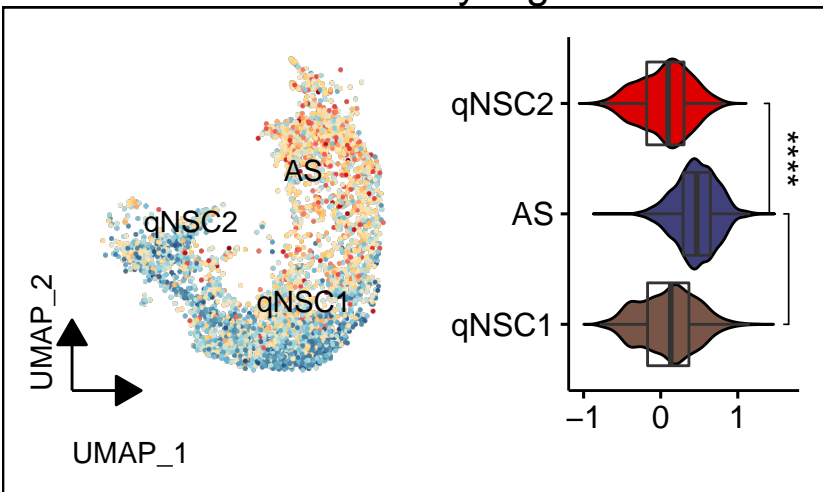 AS
qNSC2
qNSC1
UMAP_2
UMAP_1
qNSC2
AS
qNSC1
****
−1 0 1